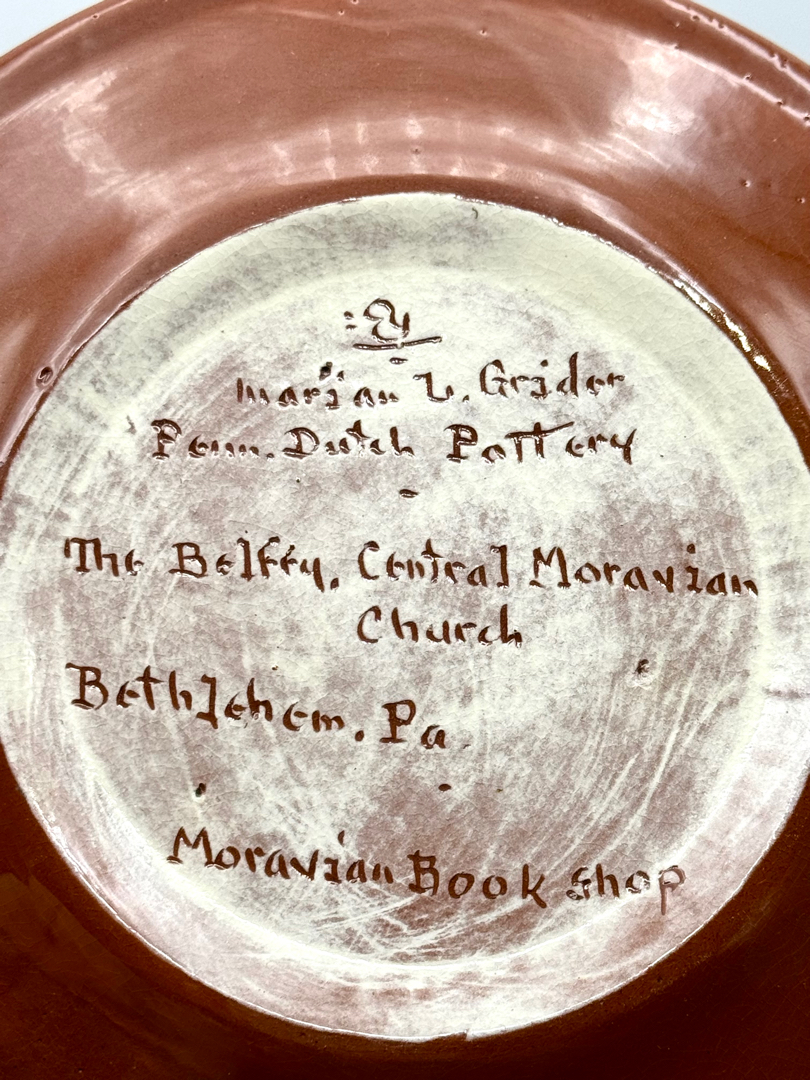 Marian L. Grider
Penn. Dutch Pottery
The Belfry, Central Moravian
Church
Bethlehem, Pa
Moravian Book Shop